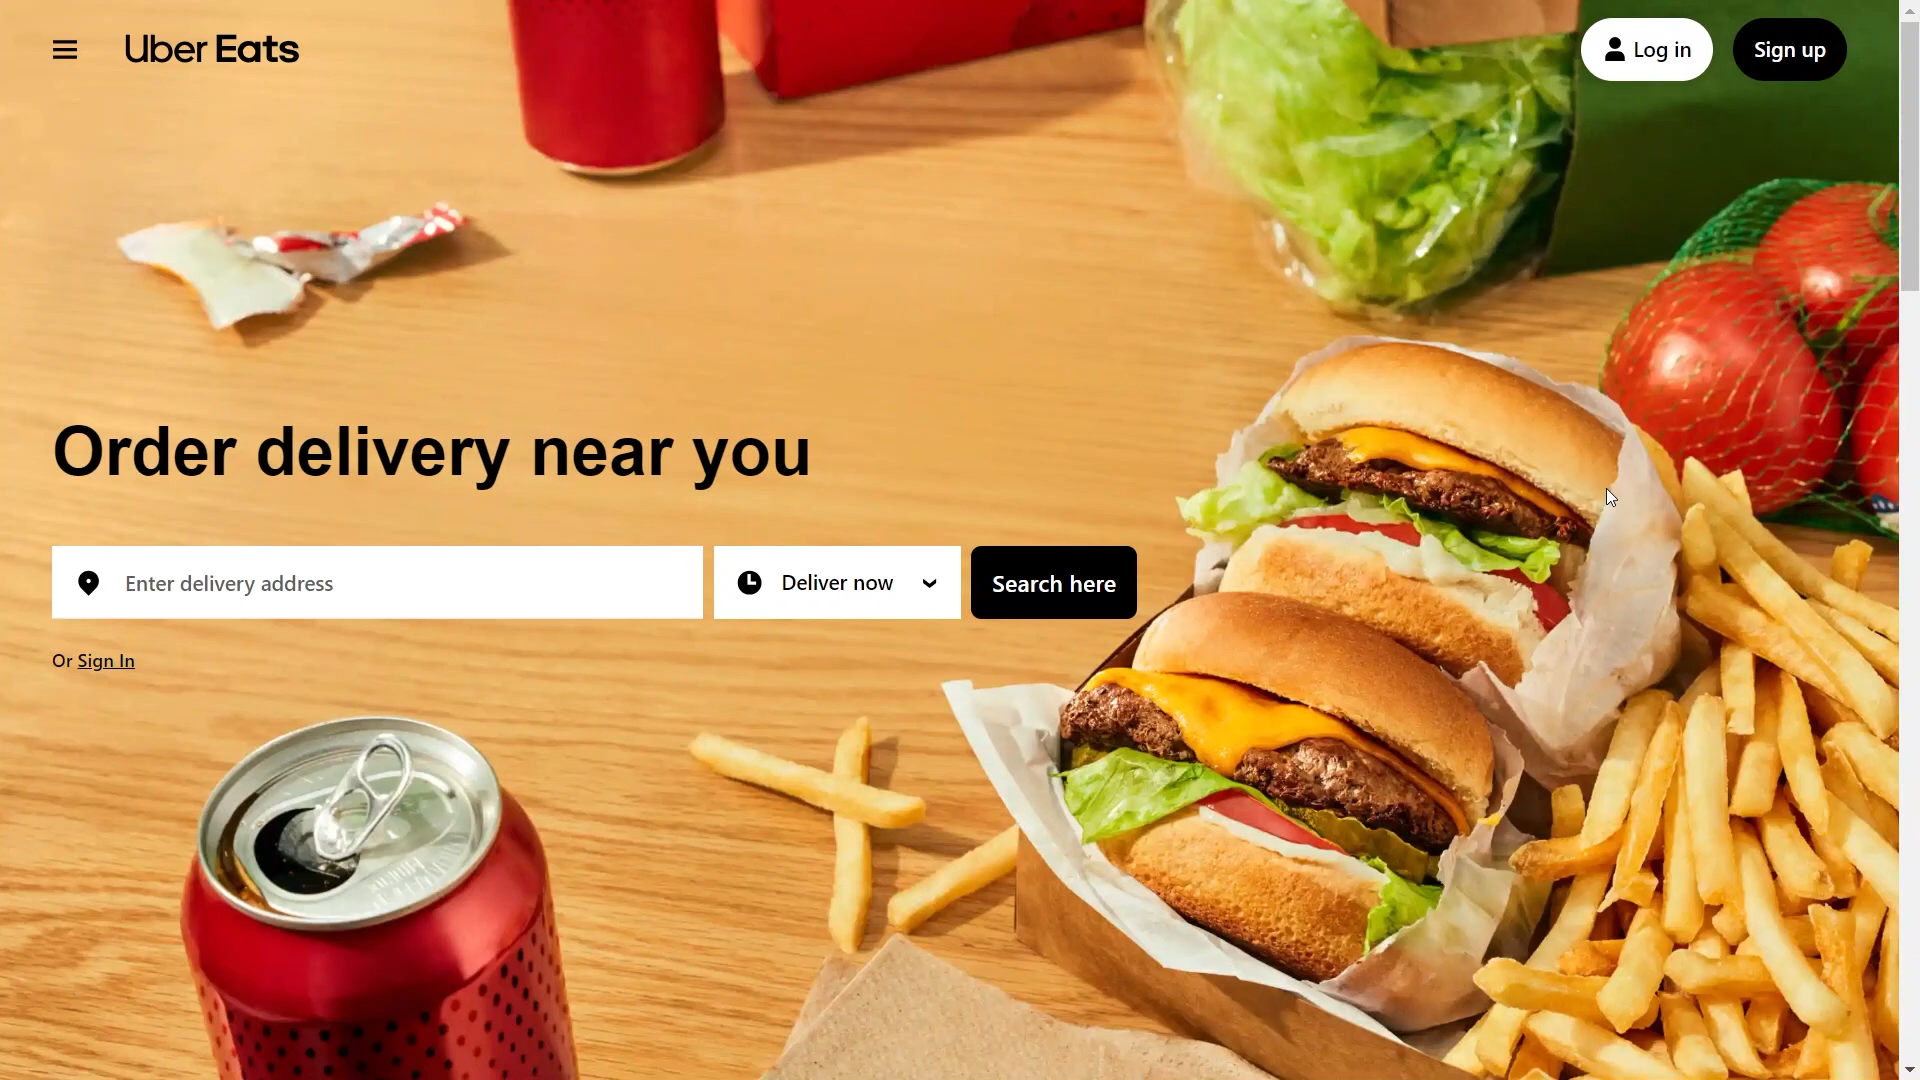 Uber Eats
Log in
Sign up
Order delivery near you
Enter delivery address
Deliver now
Search here
Or Sign In